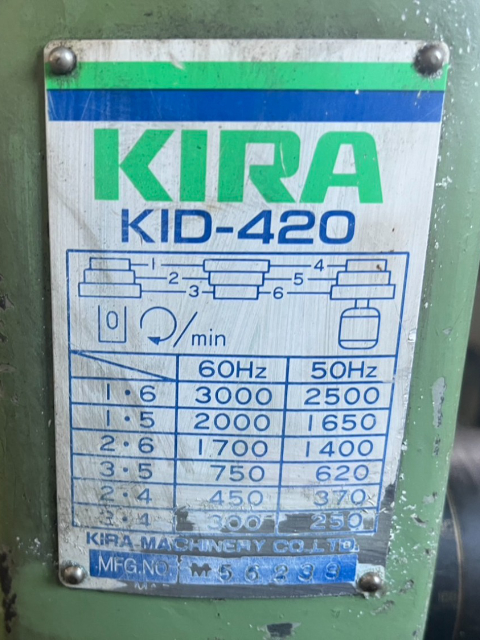 KIRA
KID-420
1 2 3 4 5 6
0 /min
60Hz 50Hz
1・6 3000 2500
1・5 2000 1650
2・6 1700 1400
3・5 750 620
2・4 450 370
3・4 300 250
KIRA MACHINERY CO., LTD.
MFG.NO. M56233